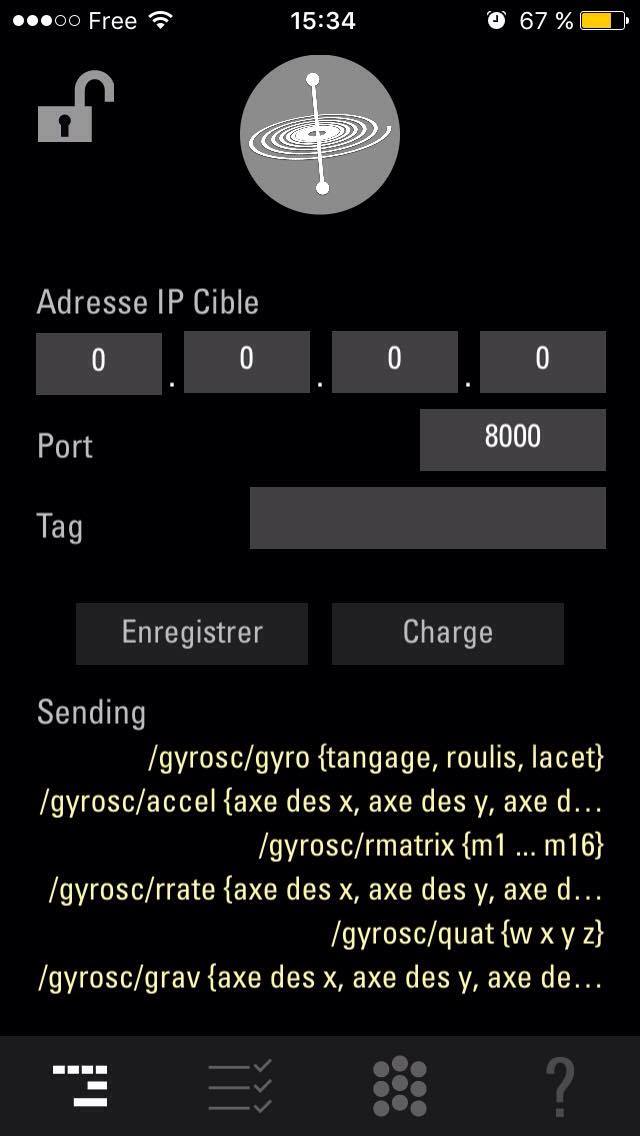 Free 15:34 67 %
Adresse IP Cible
0 . 0 . 0 . 0
Port 8000
Tag
Enregistrer Charge
Sending
/gyrosc/gyro {tangage, roulis, lacet}
/gyrosc/accel {axe des x, axe des y, axe d...
/gyrosc/rmatrix {m1 ... m16}
/gyrosc/rrate {axe des x, axe des y, axe d...
/gyrosc/quat {w x y z}
/gyrosc/grav {axe des x, axe des y, axe de...
?